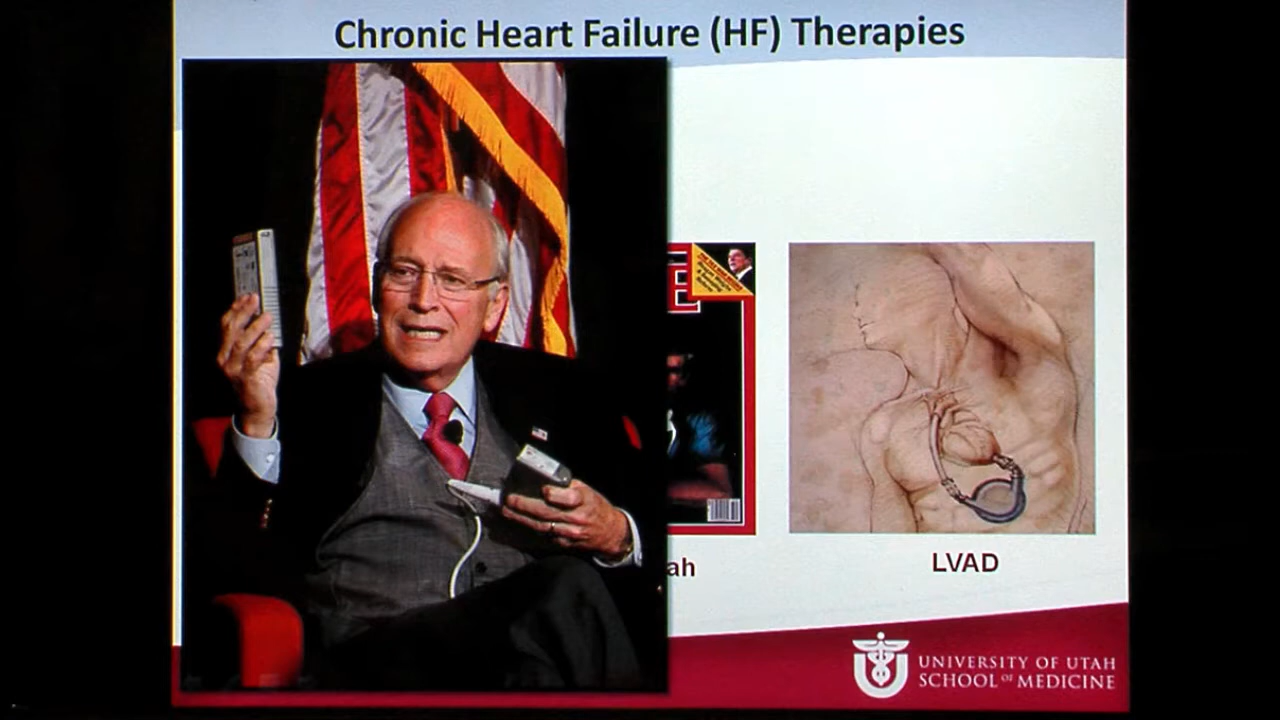 Chronic Heart Failure (HF) Therapies
E
ah
LVAD
UNIVERSITY OF UTAH
SCHOOL OF MEDICINE